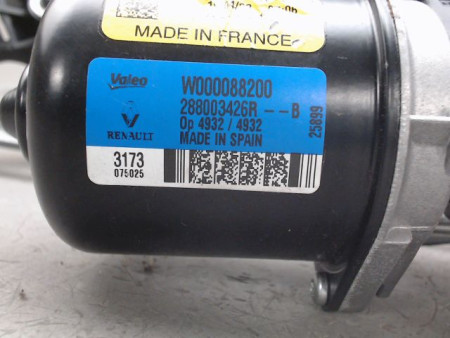 MADE IN FRANCE
Valeo
W000088200
288003426R -- B
Op 4932 / 4932
RENAULT
MADE IN SPAIN
25899
3173
075025